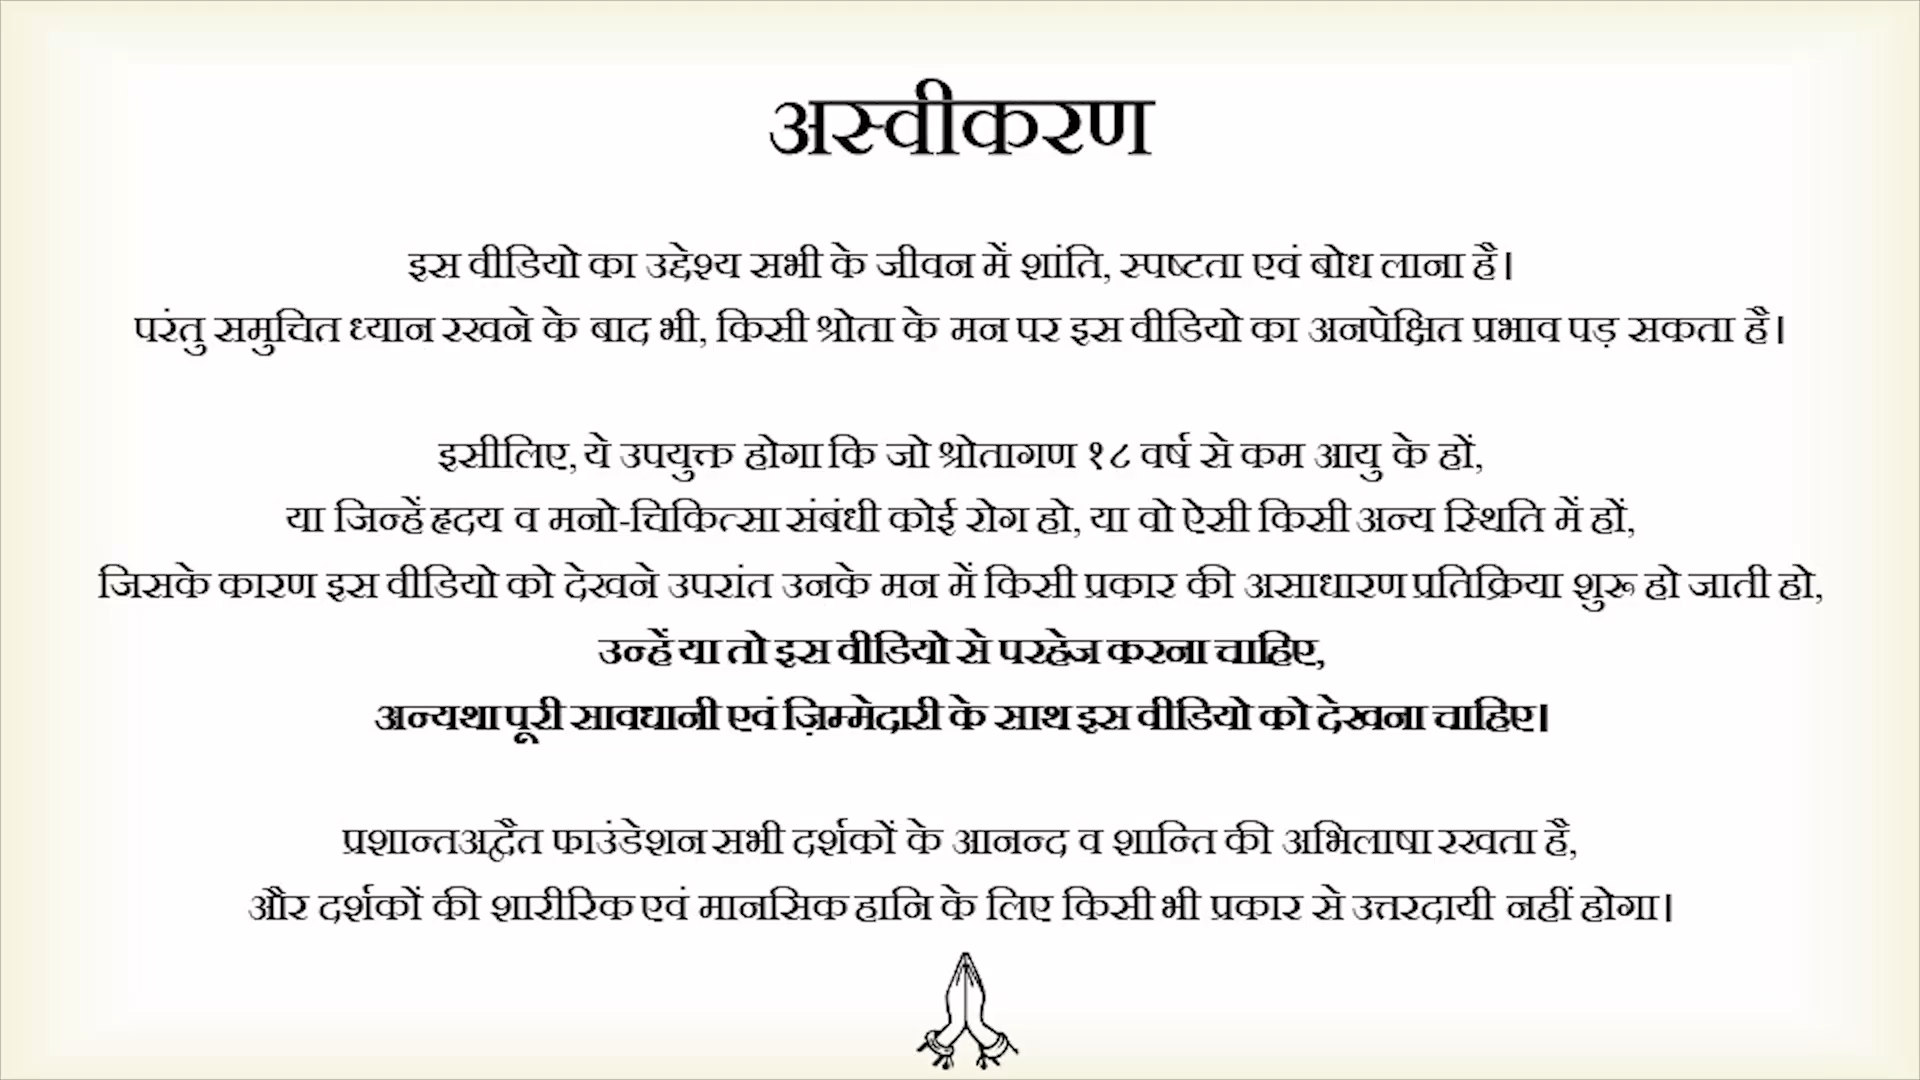 अस्वीकरण
इस वीडियो का उद्देश्य सभी के जीवन में शांति, स्पष्टता एवं बोध लाना है।
परंतु समुचित ध्यान रखने के बाद भी, किसी श्रोता के मन पर इस वीडियो का अनपेक्षित प्रभाव पड़ सकता है।
इसीलिए, ये उपयुक्त होगा कि जो श्रोतागण १८ वर्ष से कम आयु के हों,
या जिन्हें हृदय व मनो-चिकित्सा संबंधी कोई रोग हो, या वो ऐसी किसी अन्य स्थिति में हों,
जिसके कारण इस वीडियो को देखने उपरांत उनके मन में किसी प्रकार की असाधारण प्रतिक्रिया शुरू हो जाती हो,
उन्हें या तो इस वीडियो से परहेज करना चाहिए,
अन्यथा पूरी सावधानी एवं ज़िम्मेदारी के साथ इस वीडियो को देखना चाहिए।
प्रशान्तअद्वैत फाउंडेशन सभी दर्शकों के आनन्द व शान्ति की अभिलाषा रखता है,
और दर्शकों की शारीरिक एवं मानसिक हानि के लिए किसी भी प्रकार से उत्तरदायी नहीं होगा।